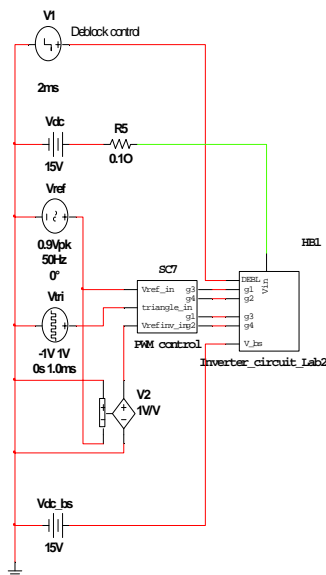 V1
Deblock control
2ms
Vdc
15V
R5
0.1O
Vref
0.9Vpk
50Hz
0°
Vtri
-1V 1V
0s 1.0ms
SC7
Vref_in g3
g4
triangle_in
g1
Vrefinv_ing2
PWM control
HB1
DEBL
Vin
g1
g2
g3
g4
V_bs
Inverter_circuit_Lab2
V2
1V/V
Vdc_bs
15V